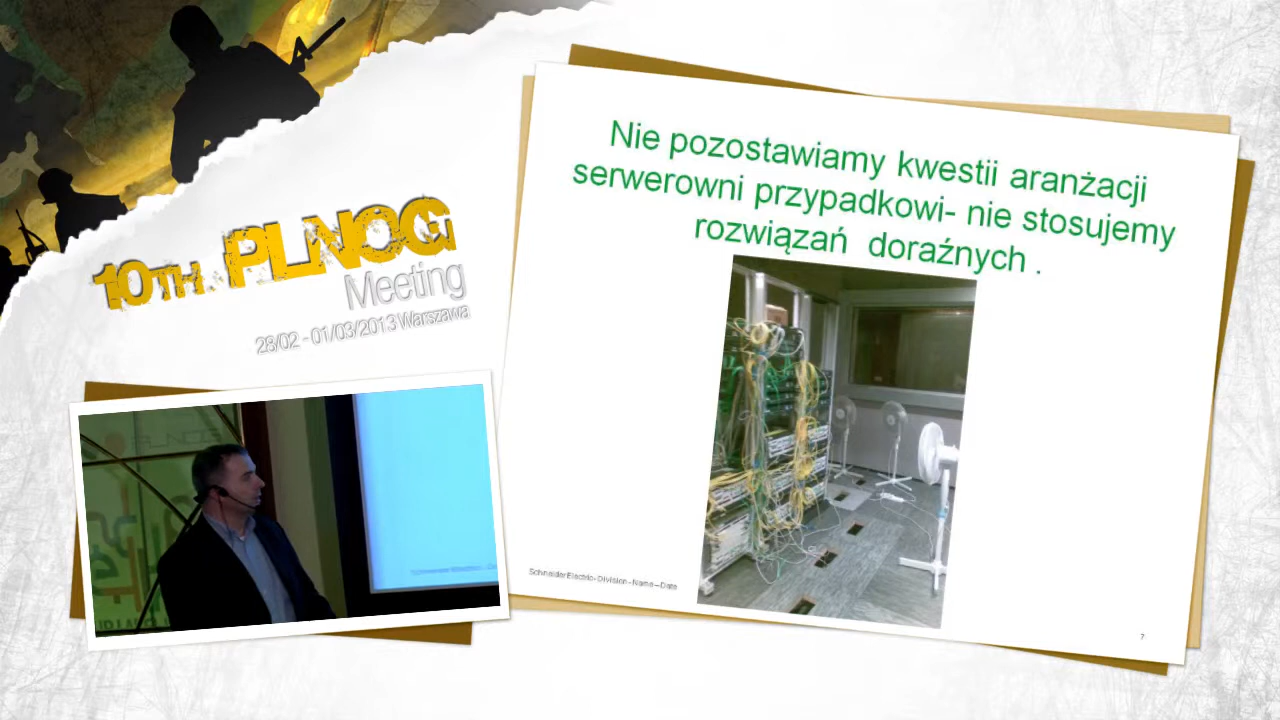 10TH PLNOG
Meeting
28/02 - 01/03/2013 Warszawa
Nie pozostawiamy kwestii aranżacji
serwerowni przypadkowi- nie stosujemy
rozwiązań  doraźnych .
Schneider Electric - Division - Name – Date
7
PLNOG